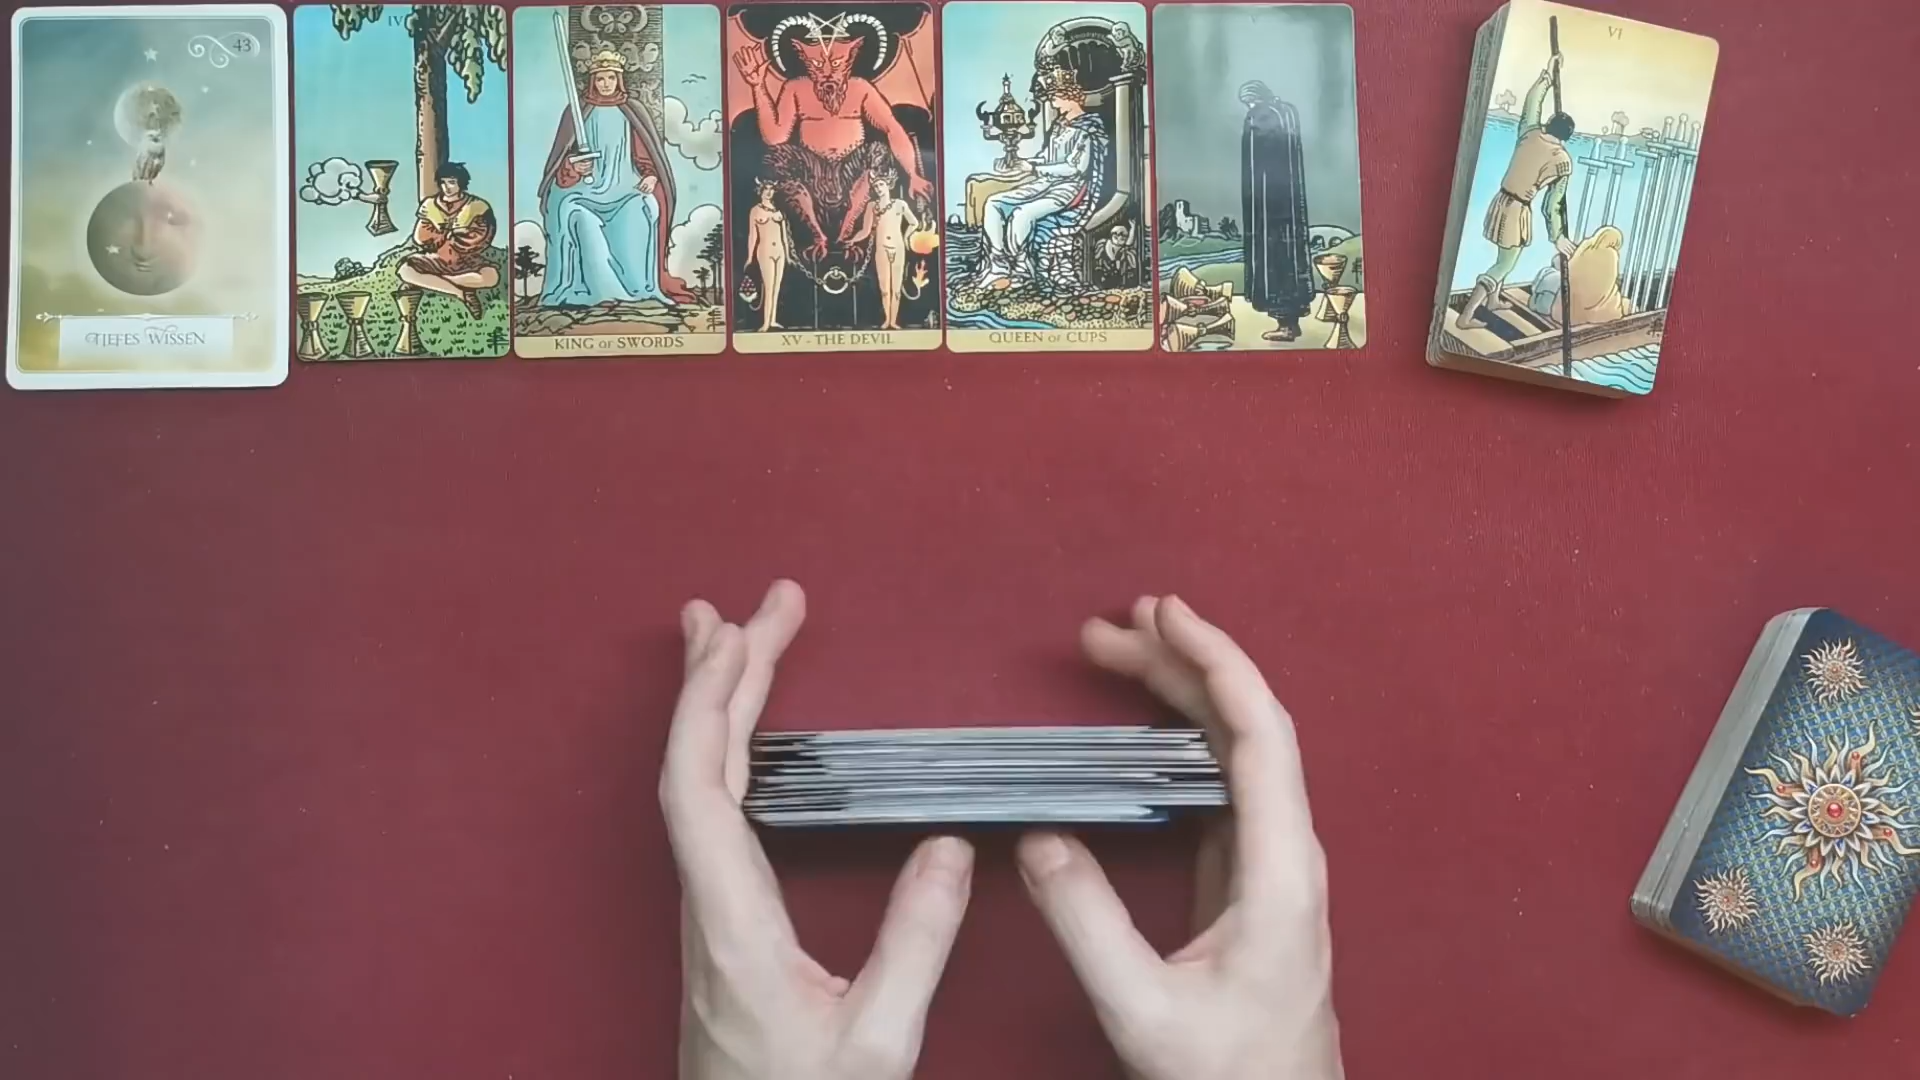 43
TIEFES WISSEN
IV
KING OF SWORDS
XV - THE DEVIL
QUEEN OF CUPS
VI